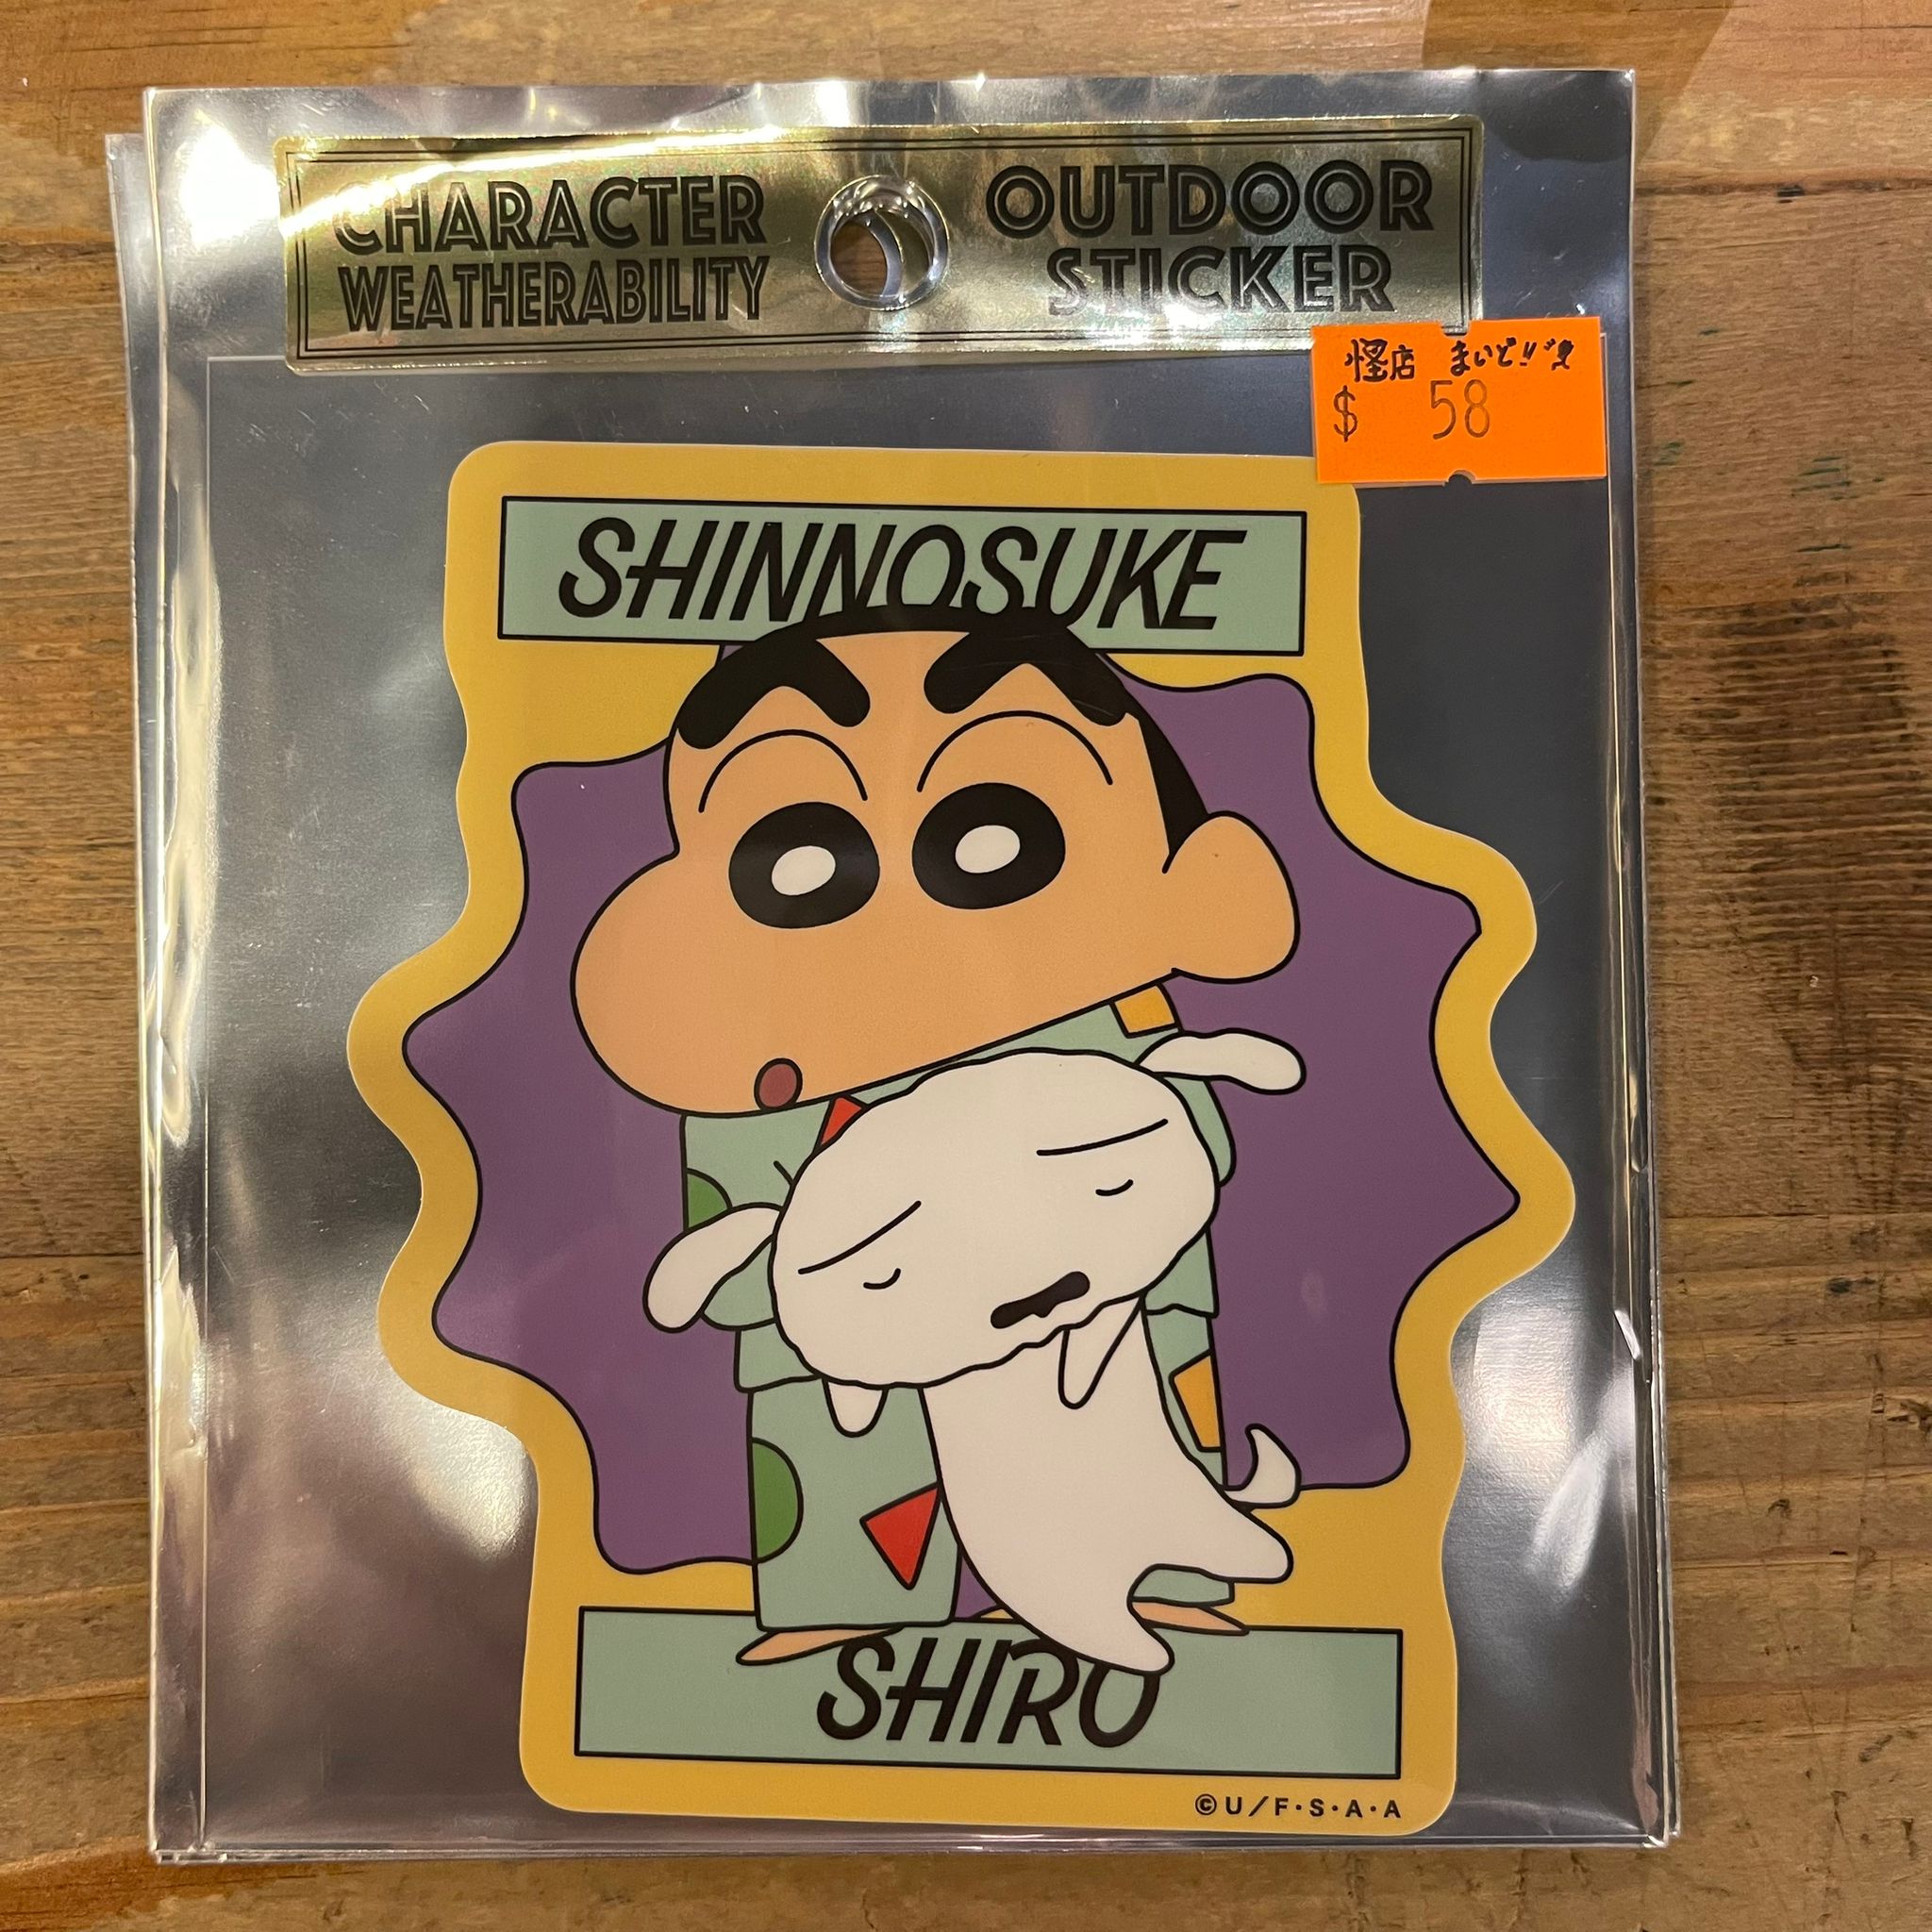 CHARACTER
WEATHERABILITY
OUTDOOR
STICKER
怪店 まいど!!
$ 58
SHINNOSUKE
SHIRO
©U/F・S・A・A